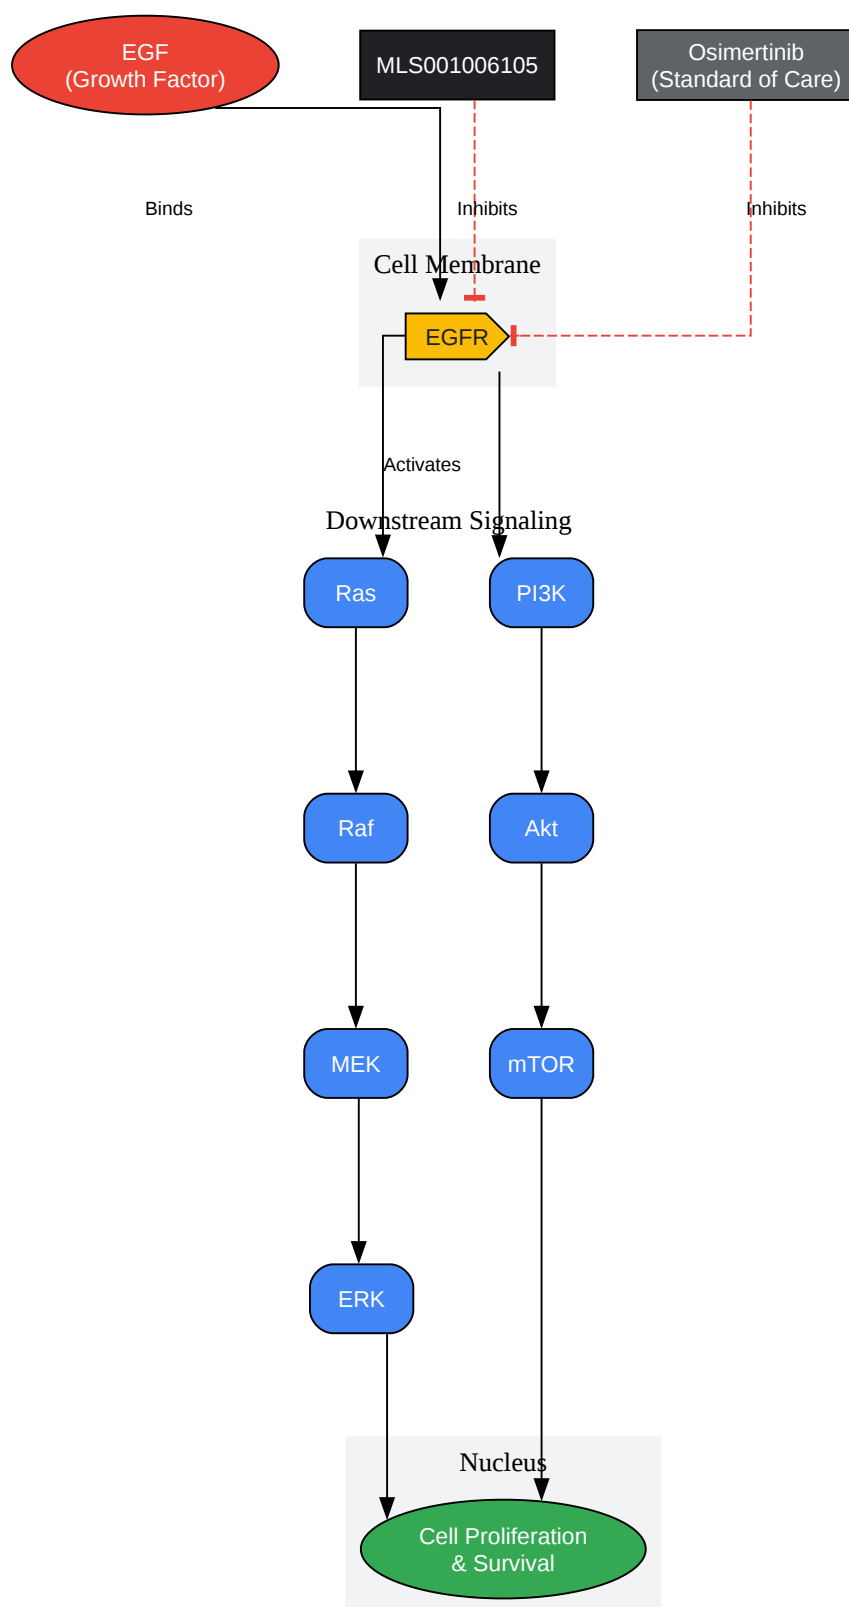 EGF
(Growth Factor)
MLS001006105
Osimertinib
(Standard of Care)
Binds
Inhibits
Inhibits
Cell Membrane
EGFR
Activates
Downstream Signaling
Ras
PI3K
Raf
Akt
MEK
mTOR
ERK
Nucleus
Cell Proliferation
& Survival